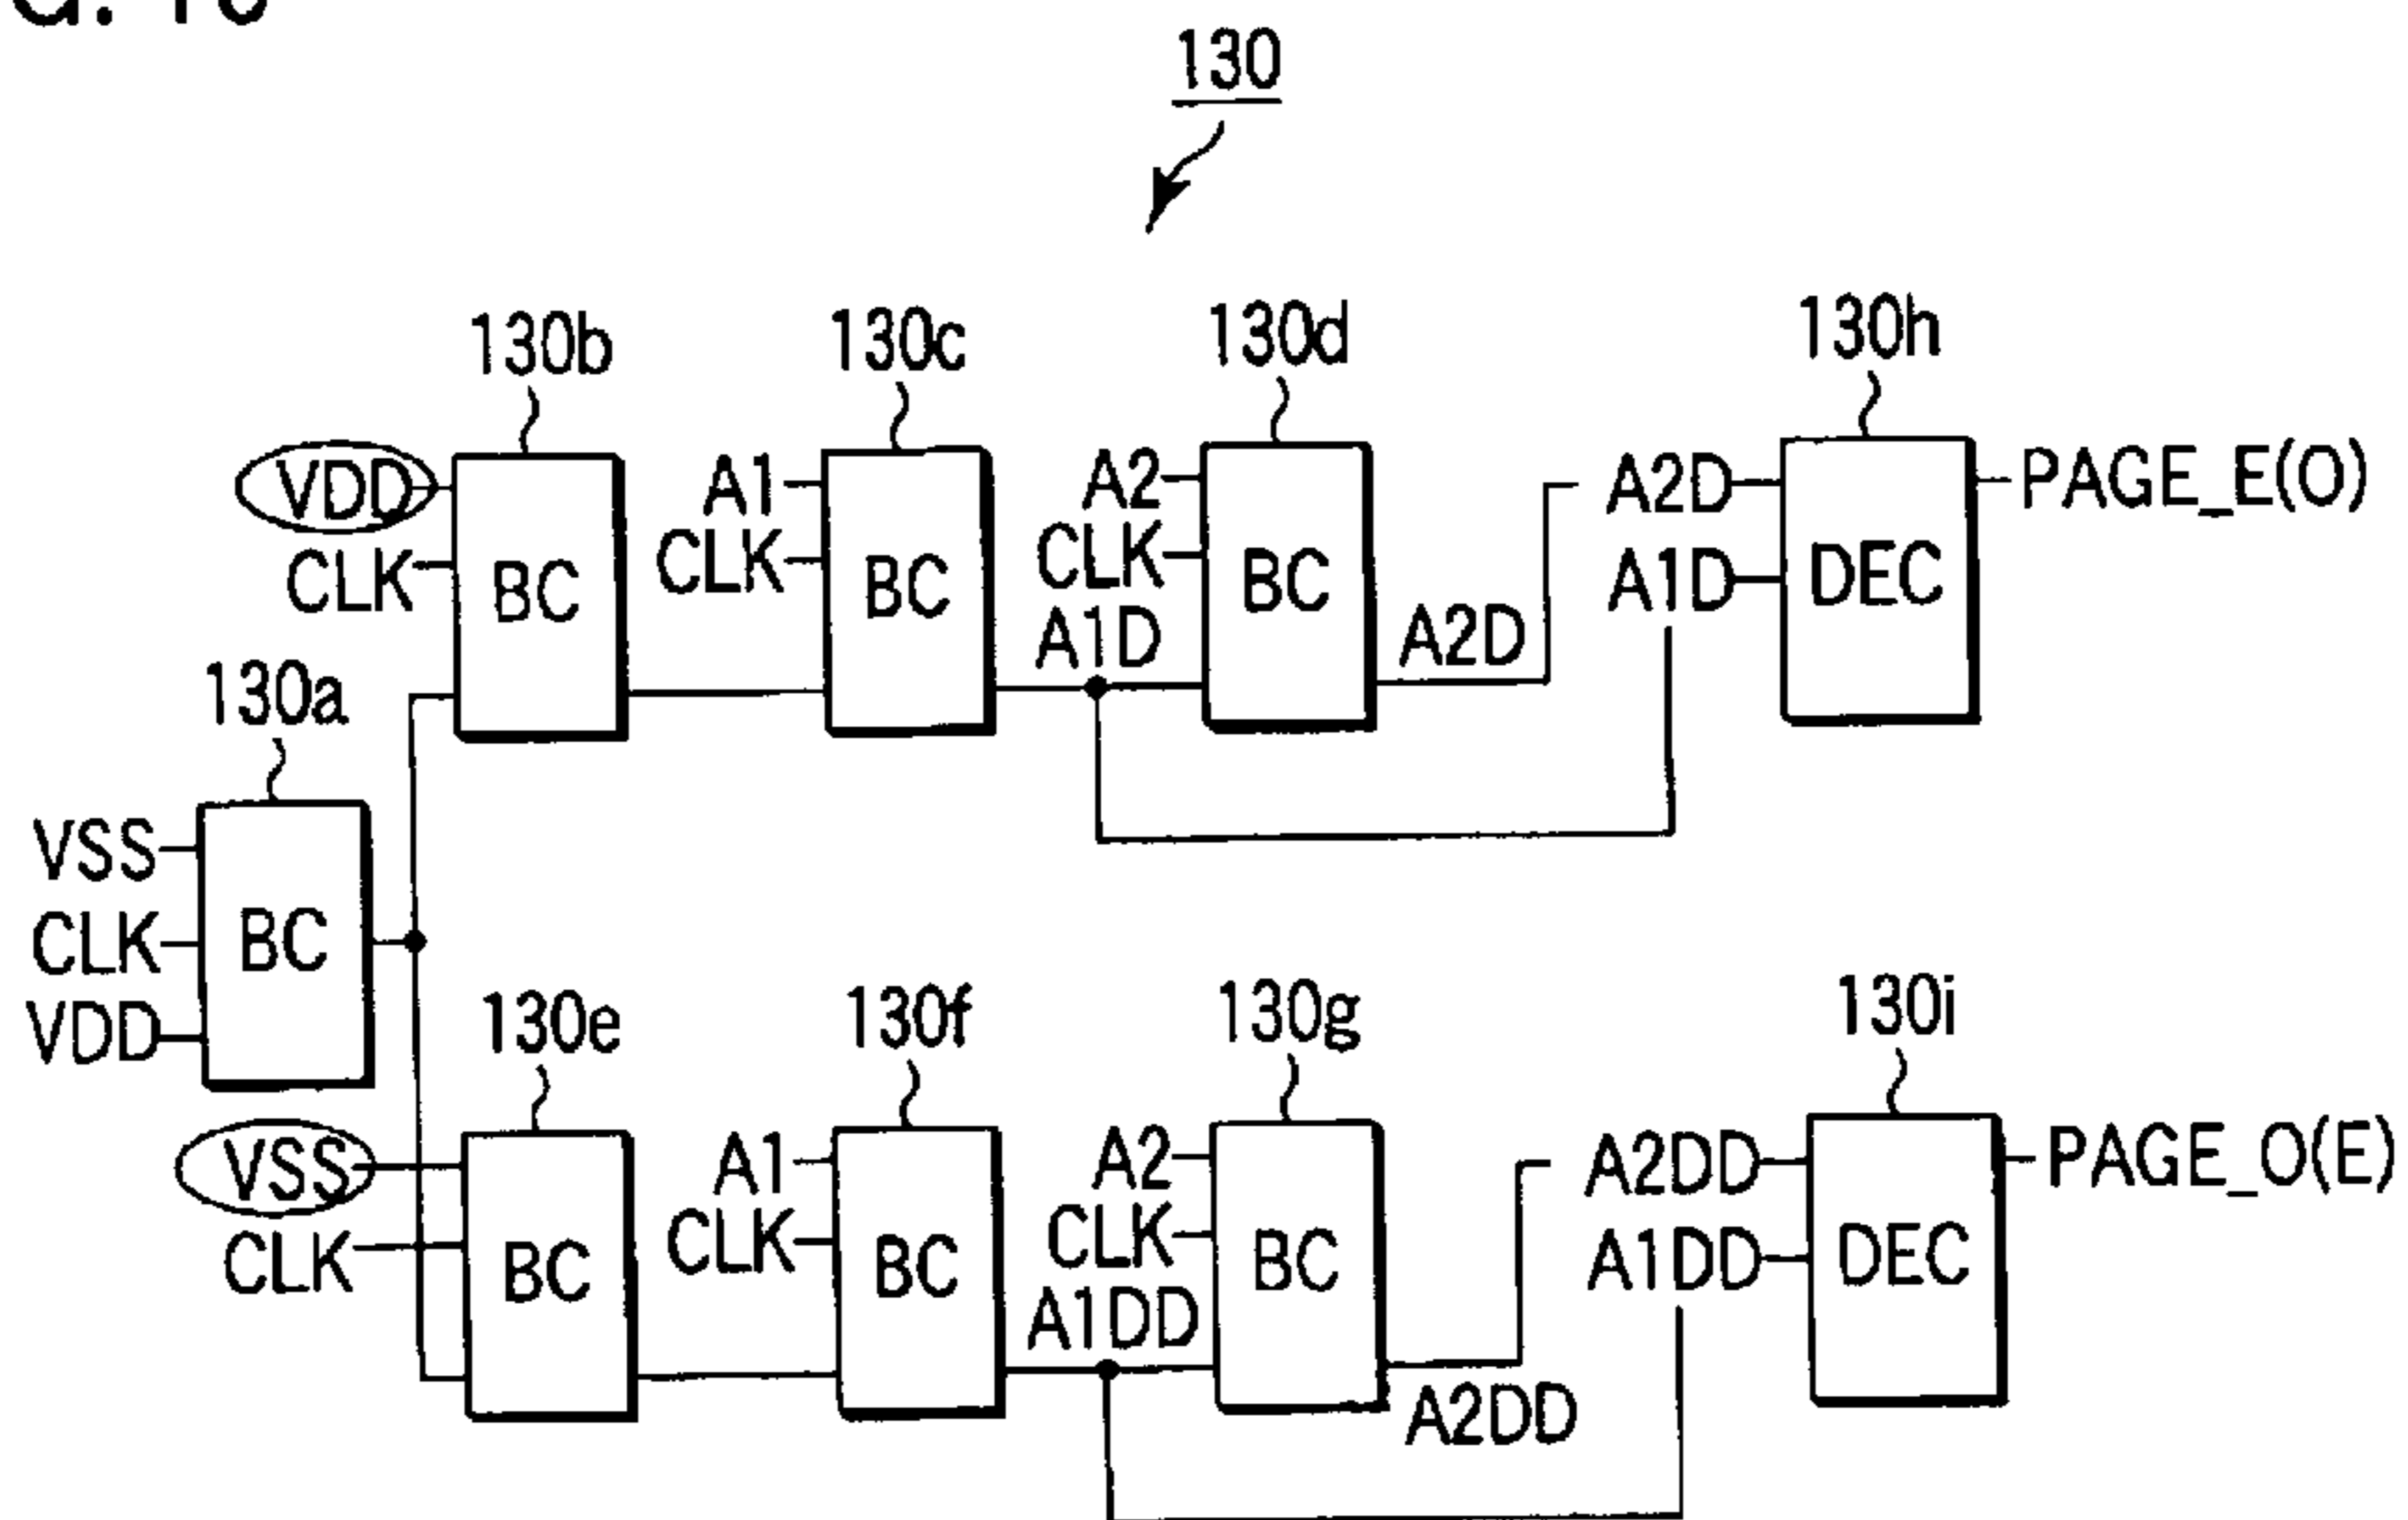 130
130b
130c
130d
130h
VDD
A1
A2
A2D
PAGE_E(O)
CLK
CLK
CLK
A1D
BC
BC
BC
DEC
A1D
A2D
130a
VSS
CLK
BC
VDD
130e
130f
130g
130i
VSS
A1
A2
A2DD
PAGE_O(E)
CLK
CLK
CLK
A1DD
BC
BC
BC
DEC
A1DD
A2DD